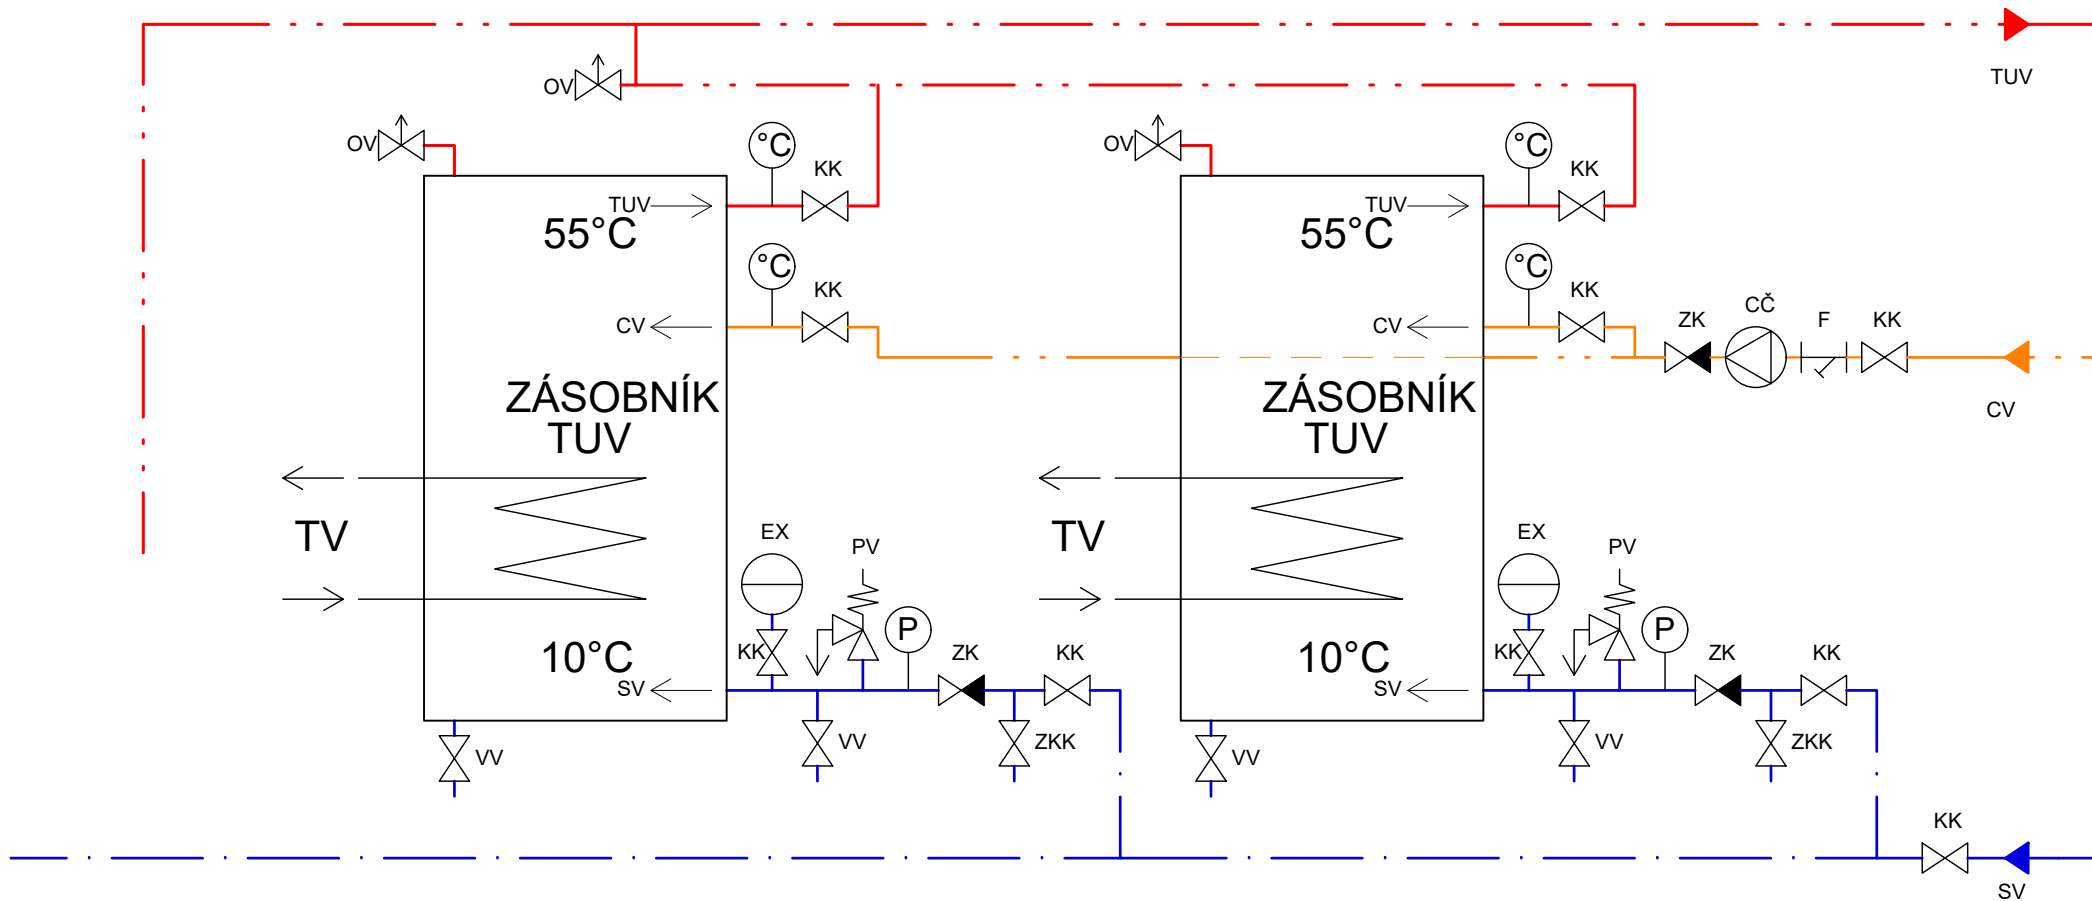 TUV
OV
OV
°C
KK
OV
°C
KK
TUV
55°C
TUV
55°C
°C
KK
°C
KK
CV
CV
ZK
CČ
F
KK
ZÁSOBNÍK
TUV
ZÁSOBNÍK
TUV
CV
TV
EX
PV
TV
EX
PV
P
P
10°C
KK
ZK
KK
10°C
KK
ZK
KK
SV
SV
VV
VV
ZKK
VV
VV
ZKK
KK
SV